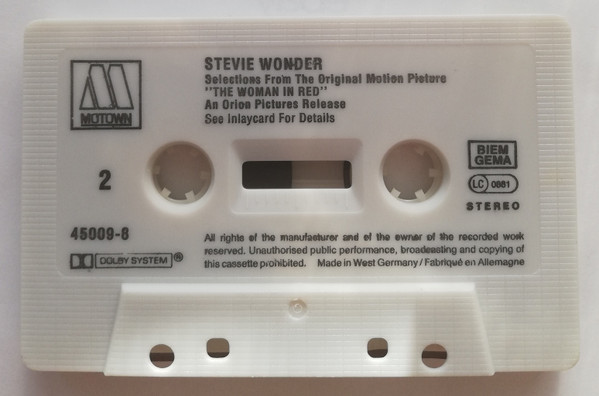 MOTOWN
STEVIE WONDER
Selections From The Original Motion Picture
"THE WOMAN IN RED"
An Orion Pictures Release
See Inlaycard For Details
2
BIEM
GEMA
LC 0881
STEREO
45009-8
DOLBY SYSTEM®
All rights of the manufacturer and of the owner of the recorded work
reserved. Unauthorised public performance, broadcasting and copying of
this cassette prohibited. Made in West Germany / Fabriqué en Allemagne